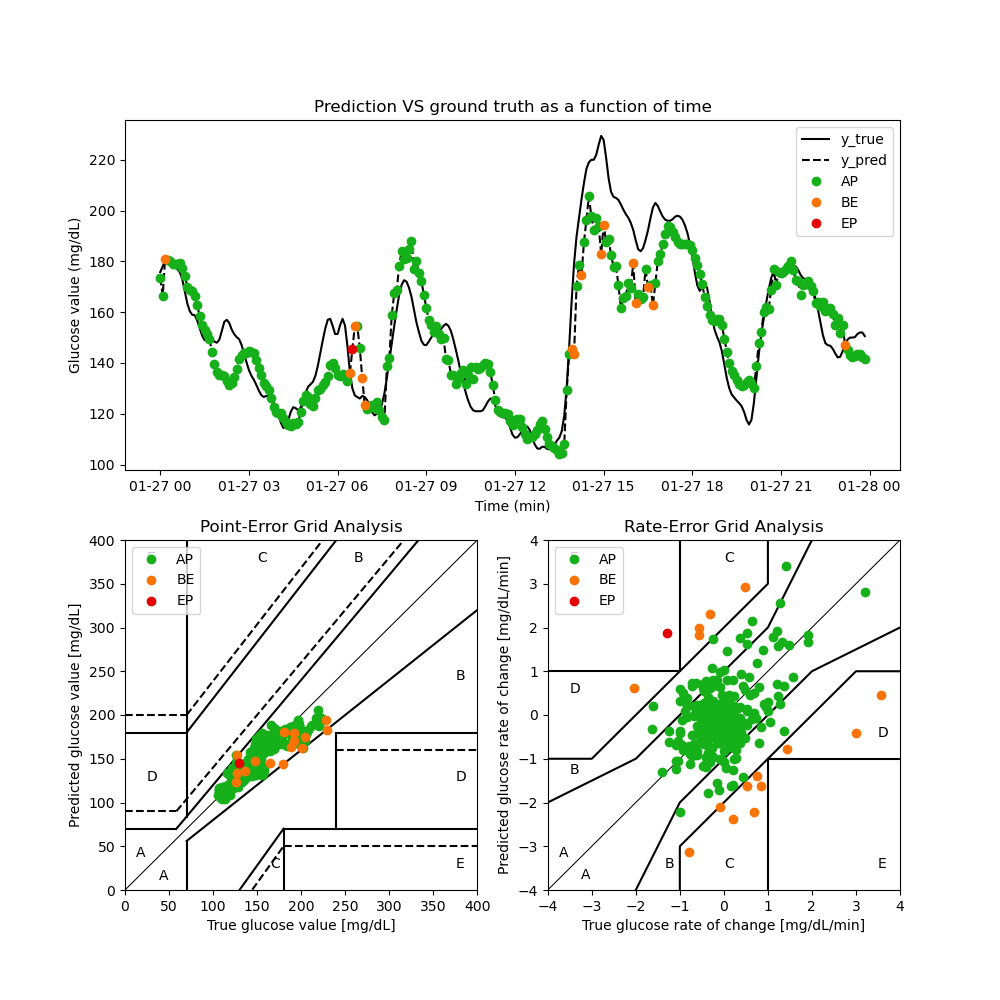 Prediction VS ground truth as a function of time
Glucose value (mg/dL)
220
200
180
160
140
120
100
y_true
y_pred
AP
BE
EP
01-27 00 01-27 03 01-27 06 01-27 09 01-27 12 01-27 15 01-27 18 01-27 21 01-28 00
Time (min)
Point-Error Grid Analysis
Predicted glucose value [mg/dL]
400
350
300
250
200
150
100
50
0
AP
BE
EP
C
B
B
D
D
A
A
C
E
0 50 100 150 200 250 300 350 400
True glucose value [mg/dL]
Rate-Error Grid Analysis
Predicted glucose rate of change [mg/dL/min]
4
3
2
1
0
−1
−2
−3
−4
AP
BE
EP
C
D
D
B
A
A
B
C
E
−4 −3 −2 −1 0 1 2 3 4
True glucose rate of change [mg/dL/min]